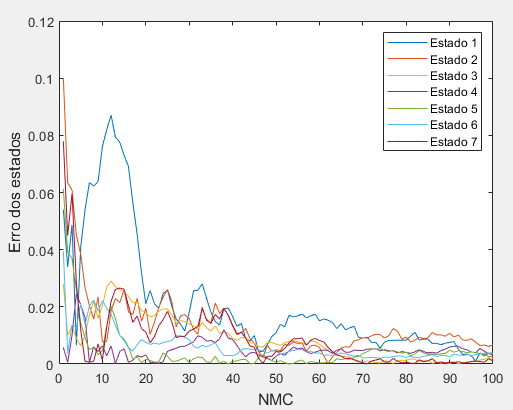 0.12
0.1
0.08
0.06
0.04
0.02
0
Erro dos estados
Estado 1
Estado 2
Estado 3
Estado 4
Estado 5
Estado 6
Estado 7
0 10 20 30 40 50 60 70 80 90 100
NMC